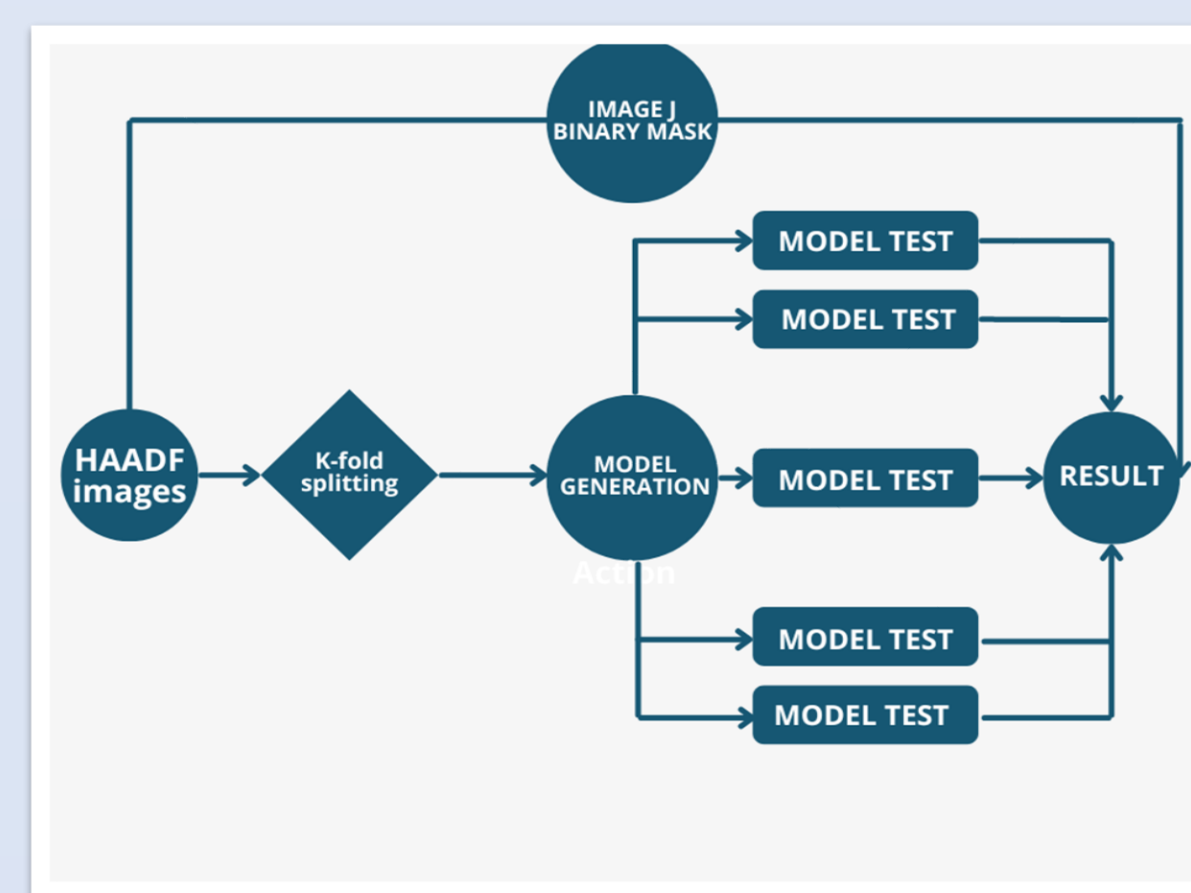 IMAGE J
BINARY MASK
MODEL TEST
MODEL TEST
HAADF
images
K-fold
splitting
MODEL
GENERATION
MODEL TEST
RESULT
Action
MODEL TEST
MODEL TEST